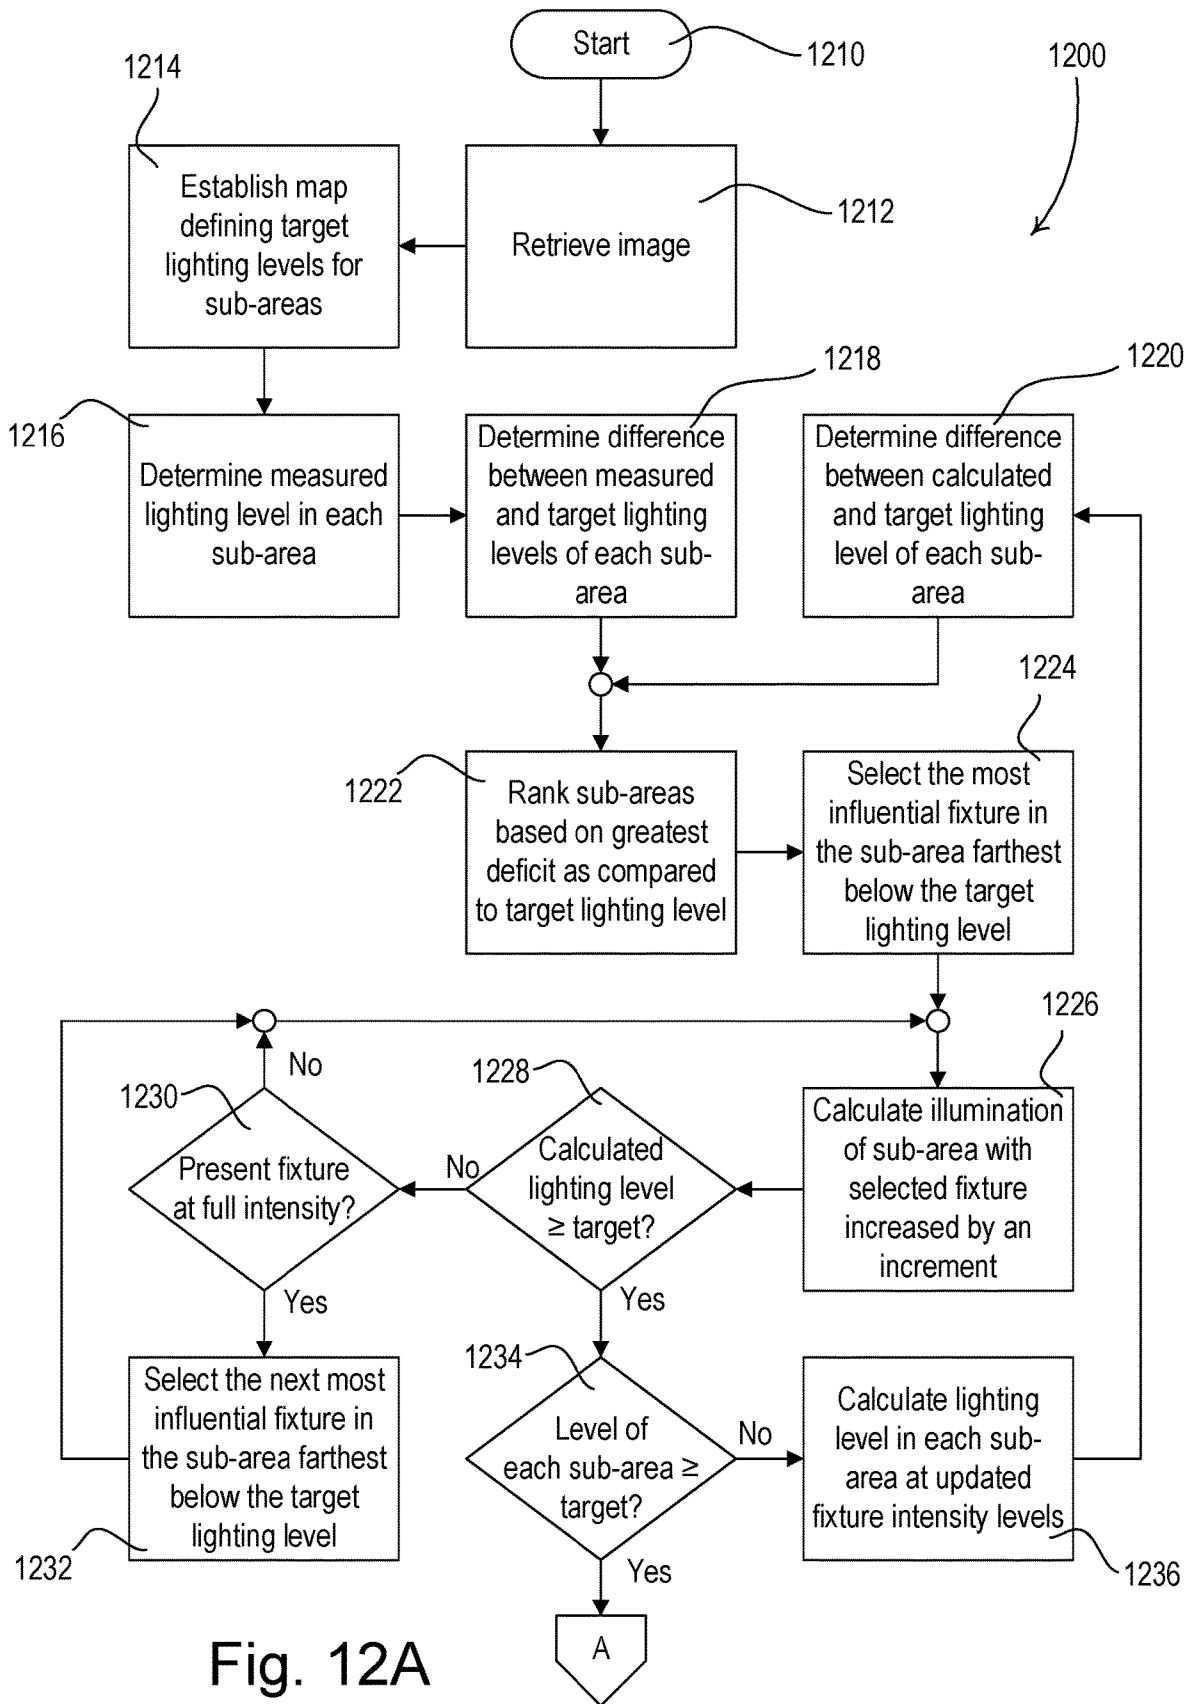 Start
1210
1200
1214
Establish map
defining target
lighting levels for
sub-areas
Retrieve image
1212
1216
Determine measured
lighting level in each
sub-area
1218
Determine difference
between measured
and target lighting
levels of each sub-
area
1220
Determine difference
between calculated
and target lighting
level of each sub-
area
1222
Rank sub-areas
based on greatest
deficit as compared
to target lighting level
1224
Select the most
influential fixture in
the sub-area farthest
below the target
lighting level
1226
Calculate illumination
of sub-area with
selected fixture
increased by an
increment
1228
Calculated
lighting level
≥ target?
No
Yes
1230
Present fixture
at full intensity?
No
Yes
1232
Select the next most
influential fixture in
the sub-area farthest
below the target
lighting level
1234
Level of
each sub-area ≥
target?
No
Yes
Calculate lighting
level in each sub-
area at updated
fixture intensity levels
1236
A
Fig. 12A